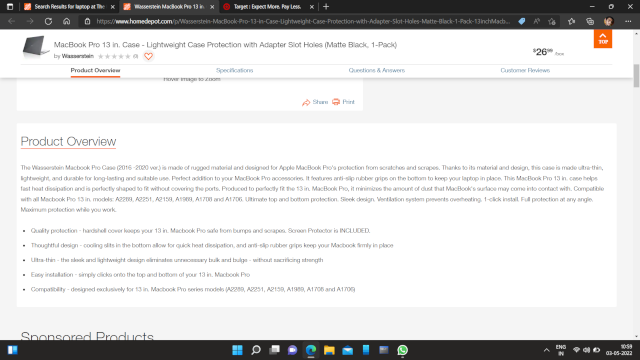 Search Results for laptop at The
Wasserstein MacBook Pro 13 in.
Target : Expect More. Pay Less.
https://www.homedepot.com/p/Wasserstein-MacBook-Pro-13-in-Case-Lightweight-Case-Protection-with-Adapter-Slot-Holes-Matte-Black-1-Pack-13InchMacb...
MacBook Pro 13 in. Case - Lightweight Case Protection with Adapter Slot Holes (Matte Black, 1-Pack)
by Wasserstein (0)
$26.99 Each
TOP
Product Overview Specifications Questions & Answers Customer Reviews
Hover Image to Zoom
Share Print
Product Overview
The Wasserstein Macbook Pro Case (2016 -2020 ver.) is made of rugged material and designed for Apple MacBook Pro's protection from scratches and scrapes. Thanks to its material and design, this case is made ultra-thin,
lightweight, and durable for long-lasting and suitable use. Perfect addition to your MacBook Pro accessories. It features anti-slip rubber grips on the bottom to keep your laptop in place. This MacBook Pro 13 in. case helps
fast heat dissipation and is perfectly shaped to fit without covering the ports. Produced to perfectly fit the 13 in. MacBook Pro, it minimizes the amount of dust that MacBook's surface may come into contact with. Compatible
with all Macbook Pro 13 in. models: A2289, A2251, A2159, A1989, A1708 and A1706. Ultimate top and bottom protection. Sleek design. Ventilation system prevents overheating. 1-click install. Full protection at any angle.
Maximum protection while you work.
• Quality protection - hardshell cover keeps your 13 in. Macbook Pro safe from bumps and scrapes. Screen Protector is INCLUDED.
• Thoughtful design - cooling slits in the bottom allow for quick heat dissipation, and anti-slip rubber grips keep your Macbook firmly in place
• Ultra-thin - the sleek and lightweight design eliminates unnecessary bulk and bulge - without sacrificing strength
• Easy installation - simply clicks onto the top and bottom of your 13 in. Macbook Pro
• Compatibility - designed exclusively for 13 in. Macbook Pro series models (A2289, A2251, A2159, A1989, A1708 and A1706)
Sponsored Products
ENG
IN
10:58
03-05-2022